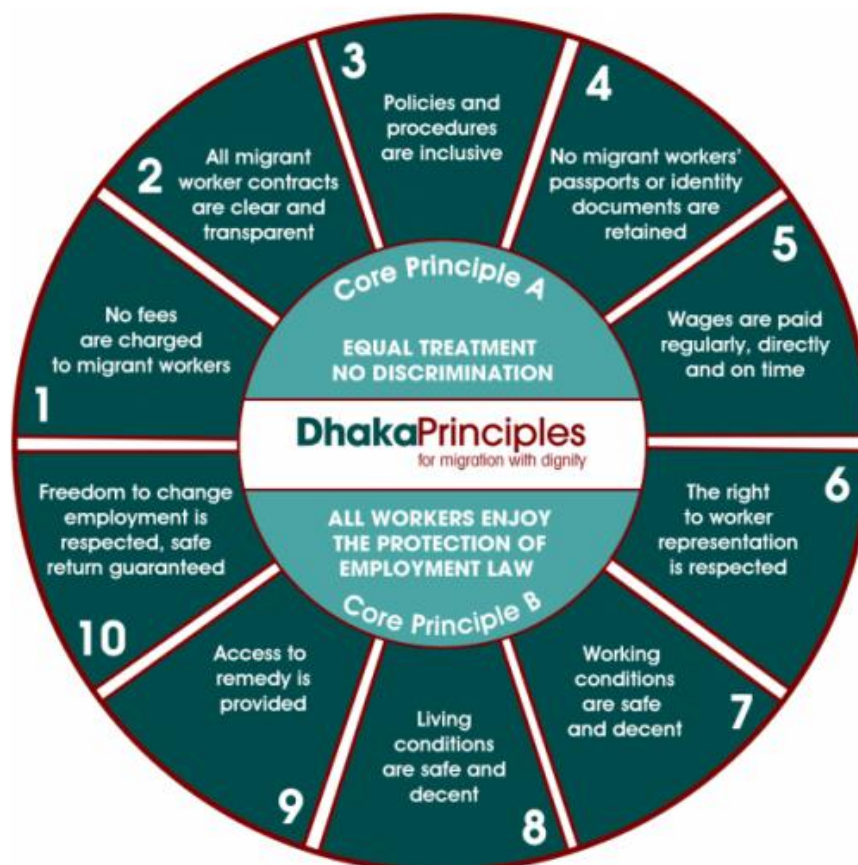 1
No fees
are charged
to migrant workers
2
All migrant
worker contracts
are clear and
transparent
3
Policies and
procedures
are inclusive
4
No migrant workers'
passports or identity
documents are
retained
5
Wages are paid
regularly, directly
and on time
6
The right
to worker
representation
is respected
7
Working
conditions
are safe
and decent
8
Living
conditions
are safe and
decent
9
Access to
remedy is
provided
10
Freedom to change
employment is
respected, safe
return guaranteed
Core Principle A
EQUAL TREATMENT
NO DISCRIMINATION
DhakaPrinciples
for migration with dignity
ALL WORKERS ENJOY
THE PROTECTION OF
EMPLOYMENT LAW
Core Principle B